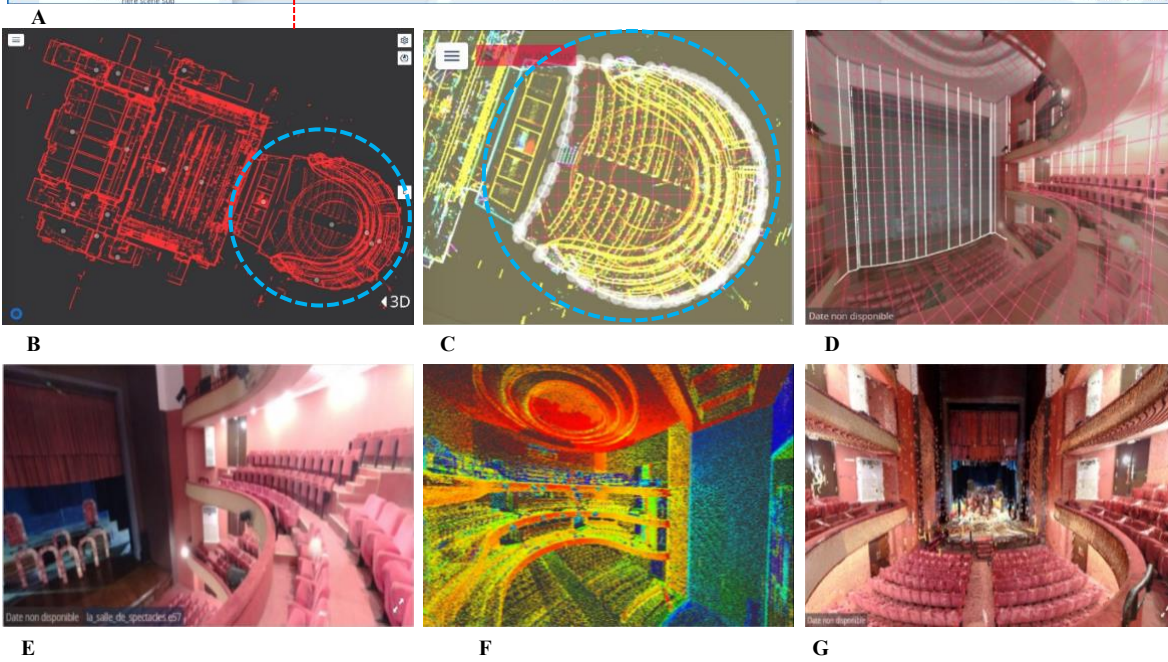 A
3D
B
C
Date non disponible
D
Date non disponible la_salle_de_spectacles.e57
Date non disponible
E
F
G